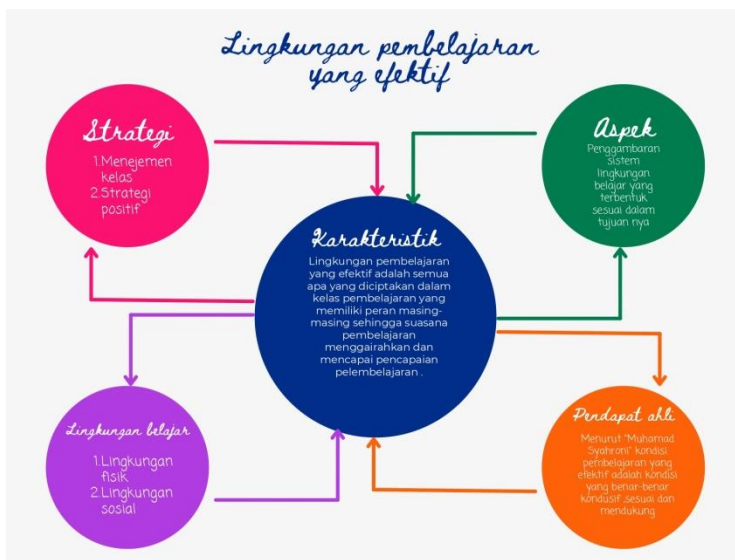 Lingkungan pembelajaran
yang efektif
Strategi
1.Menejemen
kelas
2.Strategi
positif
Aspek
Penggambaran
sistem
lingkungan
belajar yang
terbentuk
sesuai dalam
tujuan nya
Karakteristik
Lingkungan pembelajaran
yang efektif adalah semua
apa yang diciptakan dalam
kelas pembelajaran yang
memiliki peran masing-
masing sehingga suasana
pembelajaran
menggairahkan dan
mencapai pencapaian
pelembelajaran .
Lingkungan belajar
1.Lingkungan
fisik
2.Lingkungan
sosial
Pendapat ahli
Menurut "Muhamad
Syahroni" kondisi
pembelajaran yang
efektif adalah kondisi
yang benar-benar
kondusif ,sesuai dan
mendukung